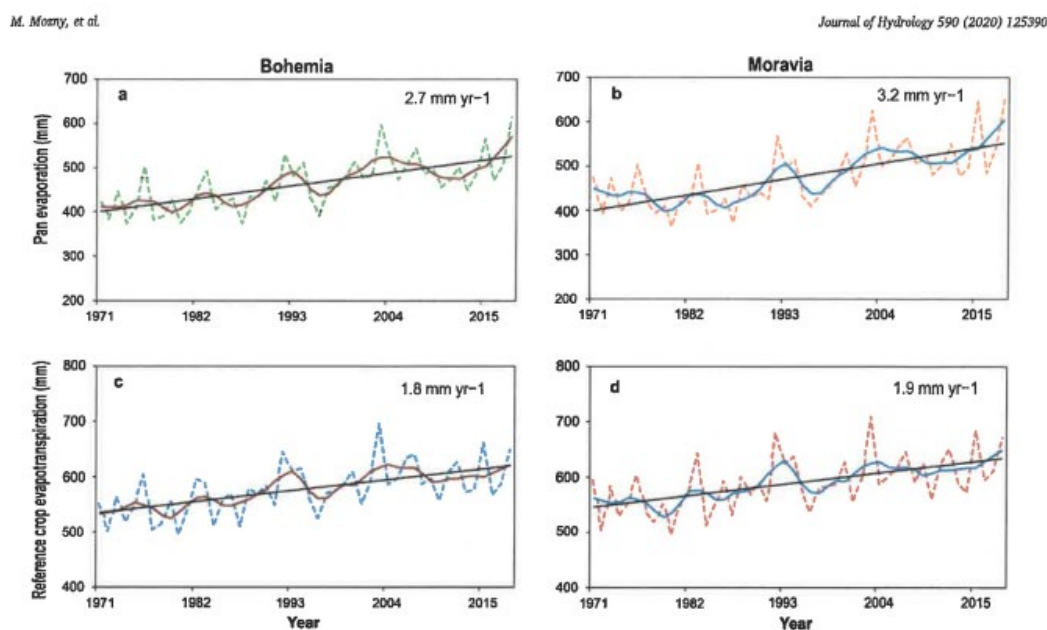 M. Mozny, et al.
Journal of Hydrology 590 (2020) 125390
Bohemia
Moravia
Pan evaporation (mm)
700
600
500
400
300
200
a
2.7 mm yr−1
1971
1982
1993
2004
2015
700
600
500
400
300
200
b
3.2 mm yr−1
1971
1982
1993
2004
2015
Reference crop evapotranspiration (mm)
800
700
600
500
400
c
1.8 mm yr−1
1971
1982
1993
2004
2015
Year
800
700
600
500
400
d
1.9 mm yr−1
1971
1982
1993
2004
2015
Year